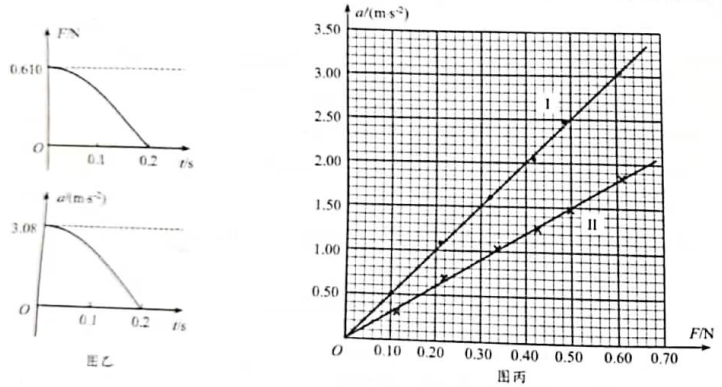 F/N
0.610
O
0.1
0.2
t/s
a/(m·s⁻²)
3.08
O
0.1
0.2
t/s
图乙
a/(m·s⁻²)
3.50
3.00
2.50
2.00
1.50
1.00
0.50
I
II
F/N
O
0.10 0.20 0.30 0.40 0.50 0.60 0.70
图丙